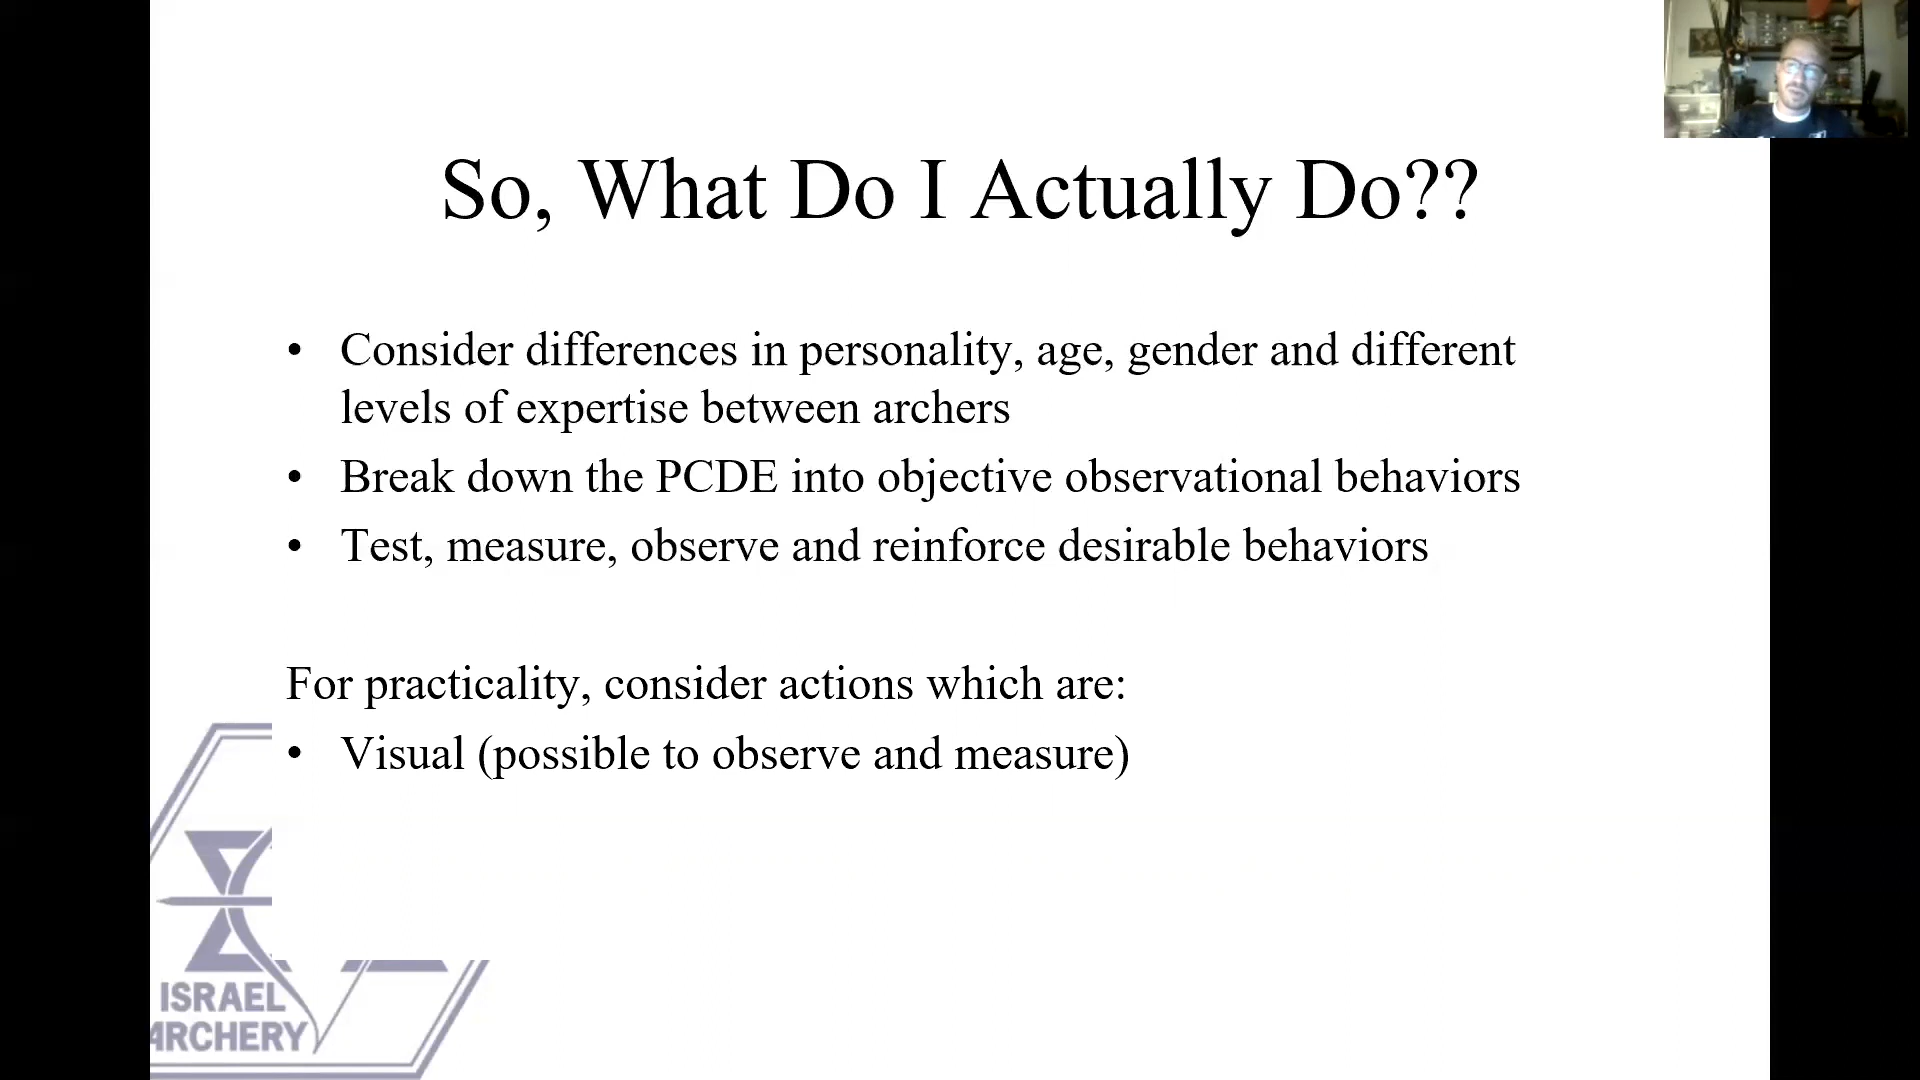 So, What Do I Actually Do??
• Consider differences in personality, age, gender and different
levels of expertise between archers
• Break down the PCDE into objective observational behaviors
• Test, measure, observe and reinforce desirable behaviors
For practicality, consider actions which are:
• Visual (possible to observe and measure)
ISRAEL
ARCHERY